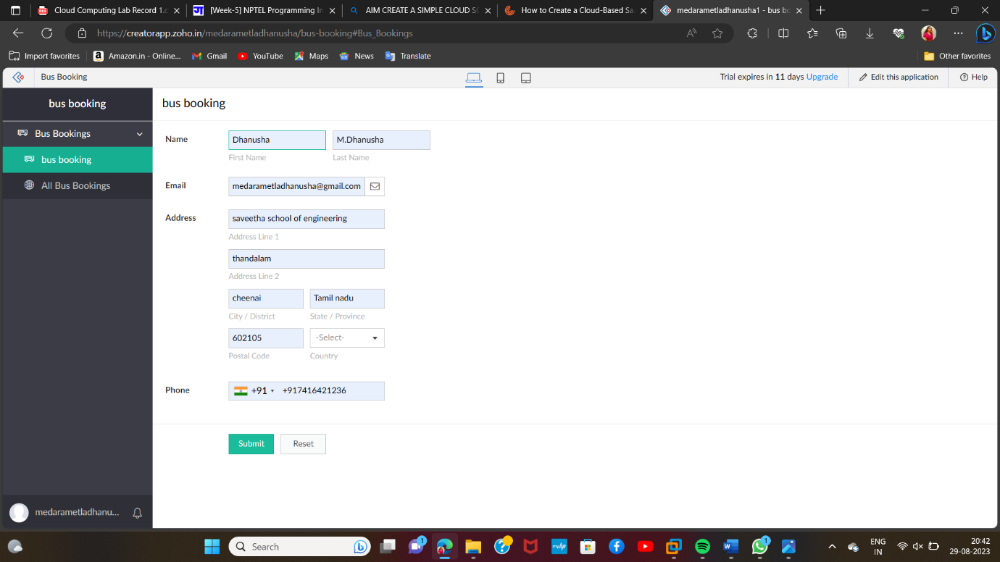 Cloud Computing Lab Record 1.c
[Week-5] NPTEL Programming In
AIM CREATE A SIMPLE CLOUD SO
How to Create a Cloud-Based Sa
medarametladhanusha1 - bus bo
https://creatorapp.zoho.in/medarametladhanusha/bus-booking#Bus_Bookings
Import favorites
Amazon.in - Online...
Gmail
YouTube
Maps
News
Translate
Other favorites
Bus Booking
Trial expires in 11 days Upgrade
Edit this application
Help
bus booking
bus booking
Bus Bookings
bus booking
All Bus Bookings
Name
Dhanusha
M.Dhanusha
First Name
Last Name
Email
medarametladhanusha@gmail.com
Address
saveetha school of engineering
Address Line 1
thandalam
Address Line 2
cheenai
Tamil nadu
City / District
State / Province
602105
-Select-
Postal Code
Country
Phone
+91
+917416421236
Submit
Reset
medarametladhanu...
Search
1
myhp
1
ENG
IN
20:42
29-08-2023